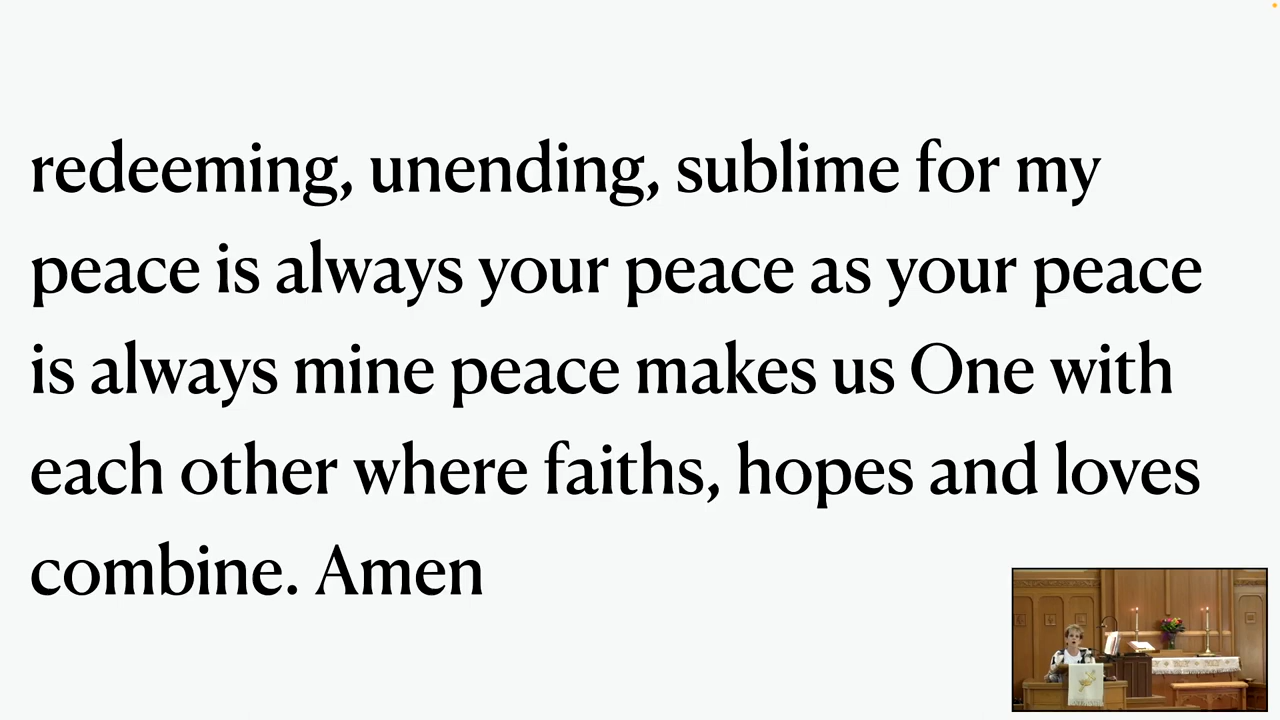 redeeming, unending, sublime for my
peace is always your peace as your peace
is always mine peace makes us One with
each other where faiths, hopes and loves
combine. Amen